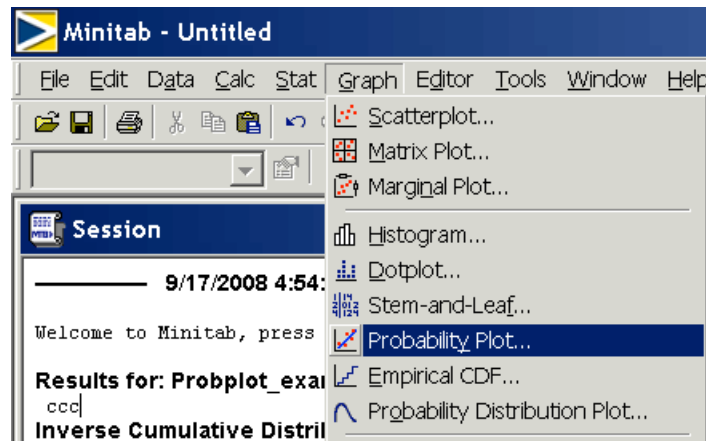 Minitab - Untitled
File Edit Data Calc Stat Graph Editor Tools Window Help
Scatterplot...
Matrix Plot...
Marginal Plot...
Histogram...
Dotplot...
Stem-and-Leaf...
Probability Plot...
Empirical CDF...
Probability Distribution Plot...
Session
9/17/2008 4:54:
Welcome to Minitab, press
Results for: Probplot_exa
ccc
Inverse Cumulative Distri